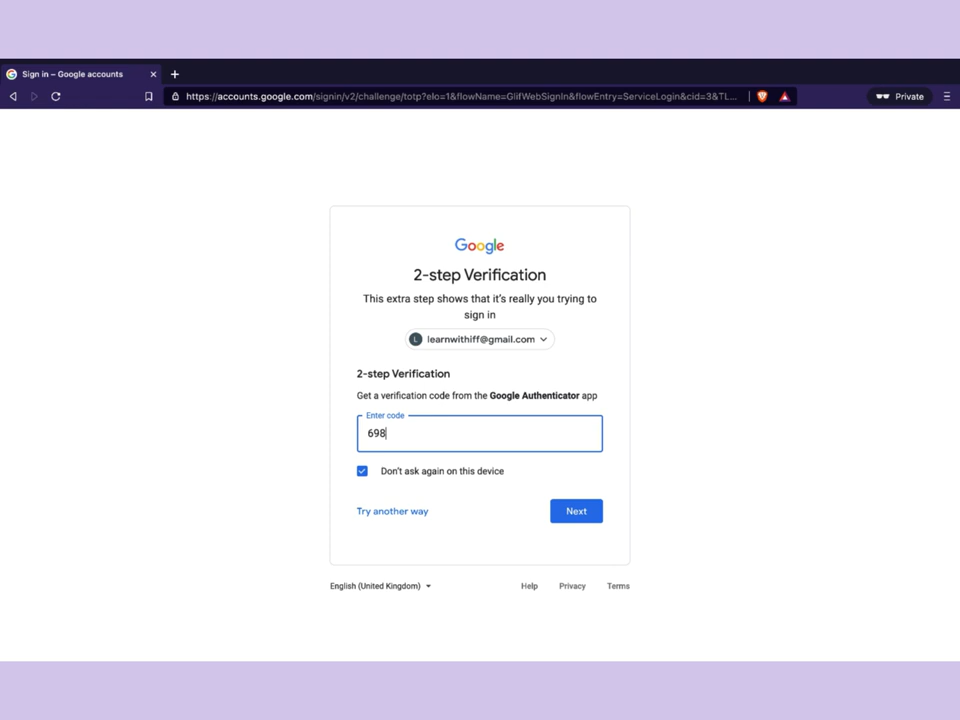 Sign in – Google accounts
https://accounts.google.com/signin/v2/challenge/totp?elo=1&flowName=GlifWebSignIn&flowEntry=ServiceLogin&cid=3&TL...
Private
Google
2-step Verification
This extra step shows that it's really you trying to
sign in
L learnwithiff@gmail.com
2-step Verification
Get a verification code from the Google Authenticator app
Enter code
698
Don't ask again on this device
Try another way
Next
English (United Kingdom)
Help
Privacy
Terms